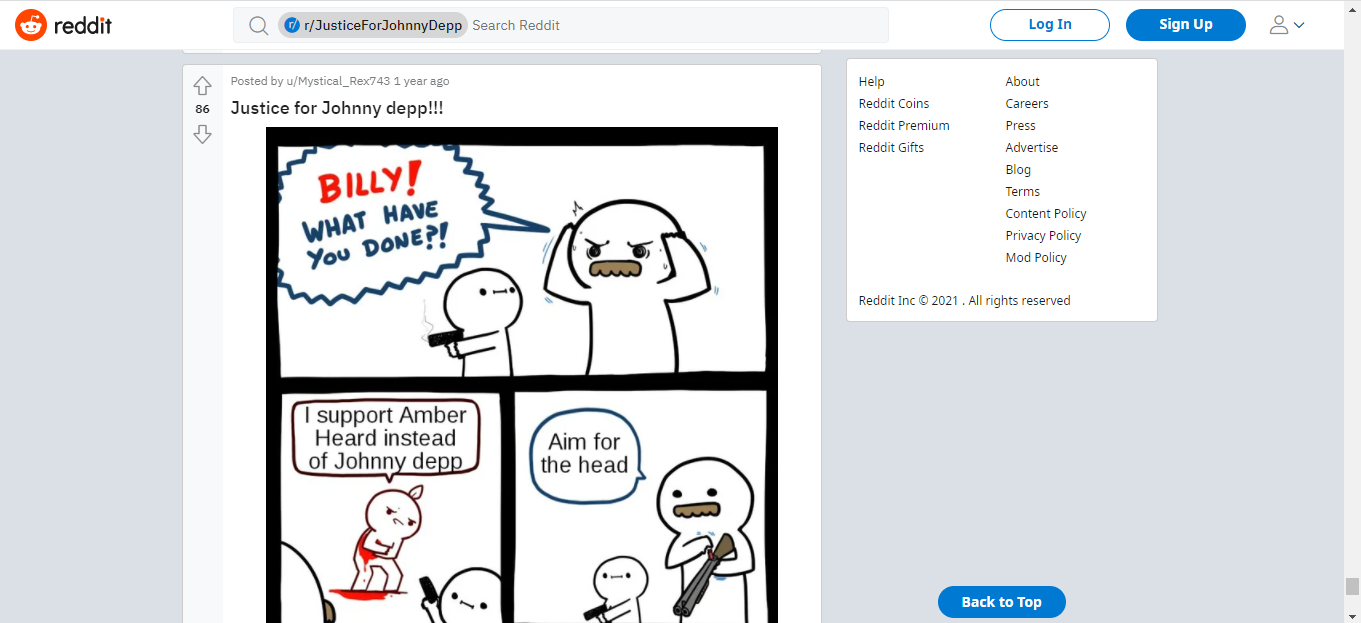 reddit
r/JusticeForJohnnyDepp Search Reddit
Log In
Sign Up
Posted by u/Mystical_Rex743 1 year ago
86
Justice for Johnny depp!!!
BILLY!
WHAT HAVE
YOU DONE?!
I support Amber
Heard instead
of Johnny depp
Aim for
the head
Help
Reddit Coins
Reddit Premium
Reddit Gifts
About
Careers
Press
Advertise
Blog
Terms
Content Policy
Privacy Policy
Mod Policy
Reddit Inc © 2021 . All rights reserved
Back to Top